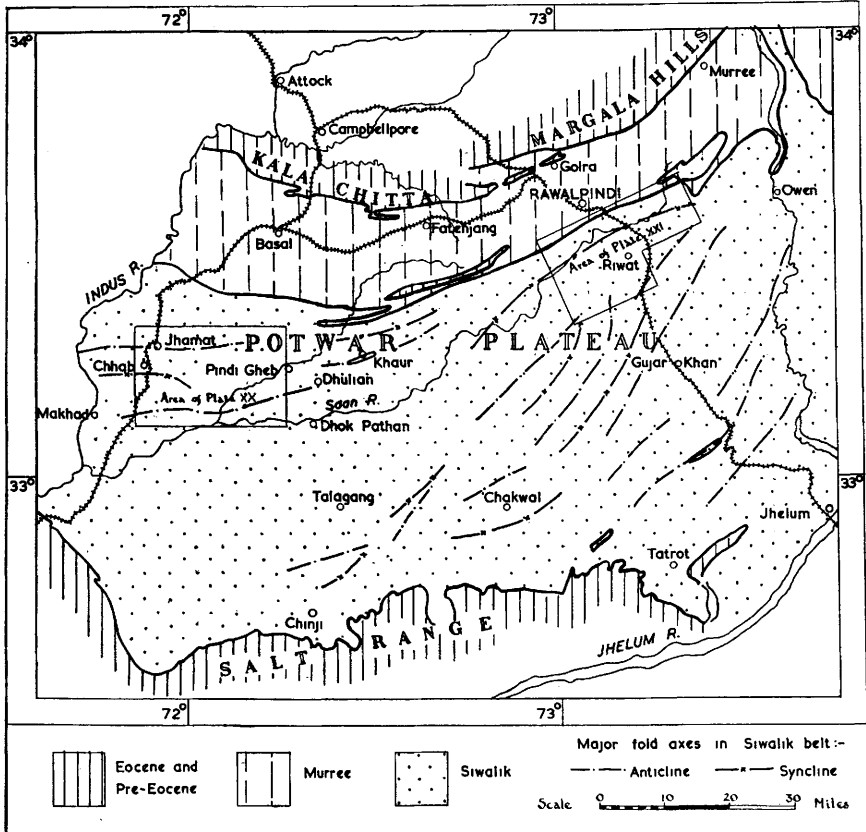 72°
73°
34°
34°
Attock
Murree
Campbellpore
MARGALA HILLS
KALA CHITTA
Golra
RAWALPINDI
Owen
Fatehjang
Basal
Area of Plate XXI
Riwat
INDUS R.
POTWAR PLATEAU
Jhamat
Khaur
Chhab
Pindi Gheb
Gujar Khan
Dhulian
Area of Plate XX
Soan R.
Makhad
Dhok Pathan
33°
33°
Talagang
Chakwal
Jhelum
Tatrot
Chinji
SALT RANGE
JHELUM R.
72°
73°
Eocene and
Pre-Eocene
Murree
Siwalik
Major fold axes in Siwalik belt:-
Anticline
Syncline
Scale 0 10 20 30 Miles